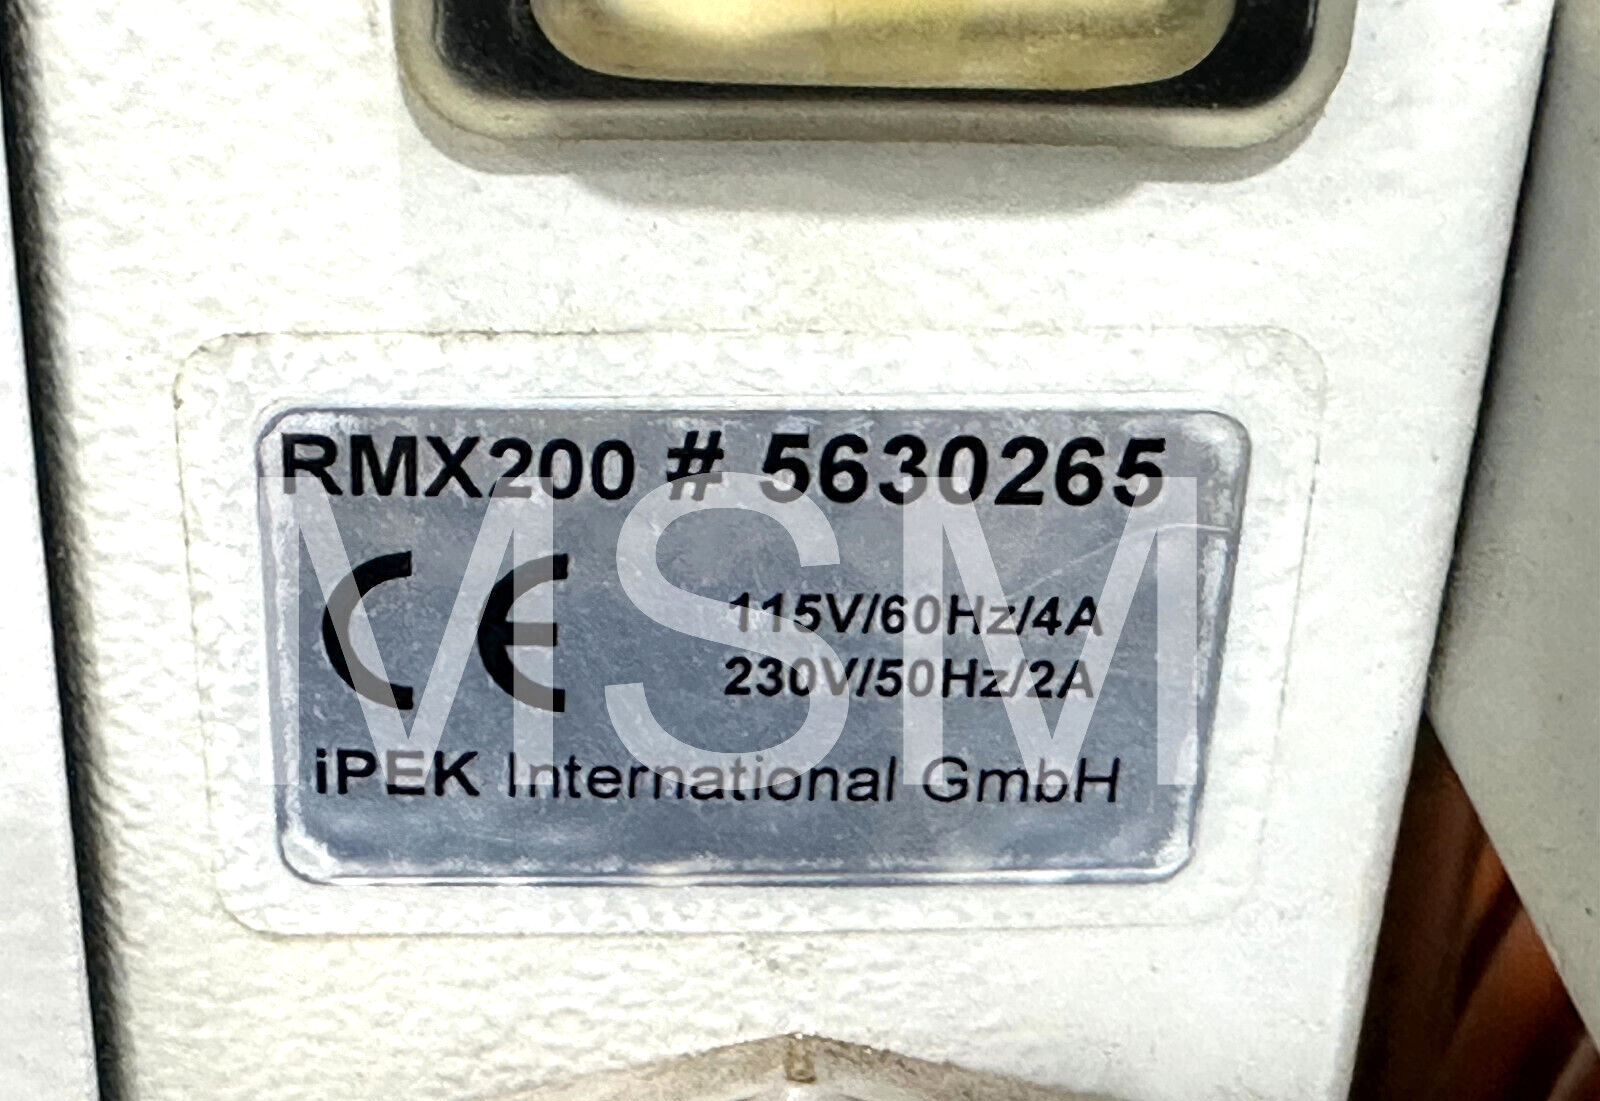 RMX200 # 5630265
CE
115V/60Hz/4A
230V/50Hz/2A
iPEK International GmbH
MSM